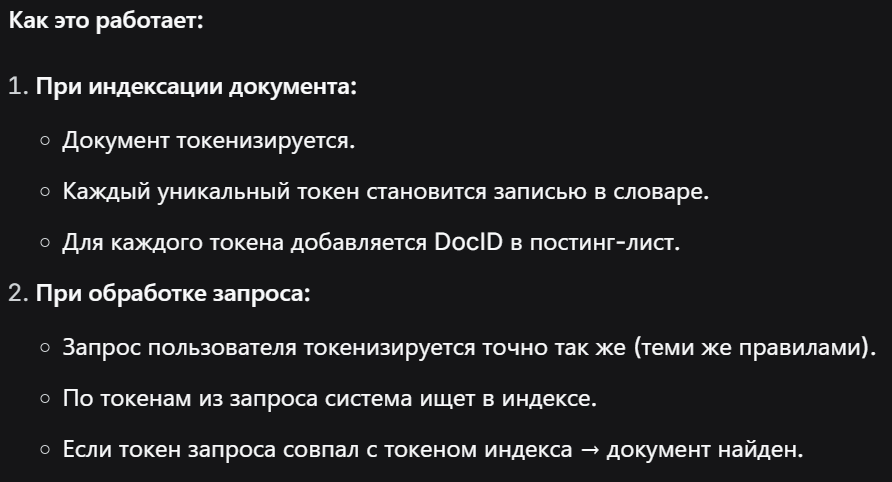 Как это работает:
1. При индексации документа:
○ Документ токенизируется.
○ Каждый уникальный токен становится записью в словаре.
○ Для каждого токена добавляется DocID в постинг-лист.
2. При обработке запроса:
○ Запрос пользователя токенизируется точно так же (теми же правилами).
○ По токенам из запроса система ищет в индексе.
○ Если токен запроса совпал с токеном индекса → документ найден.